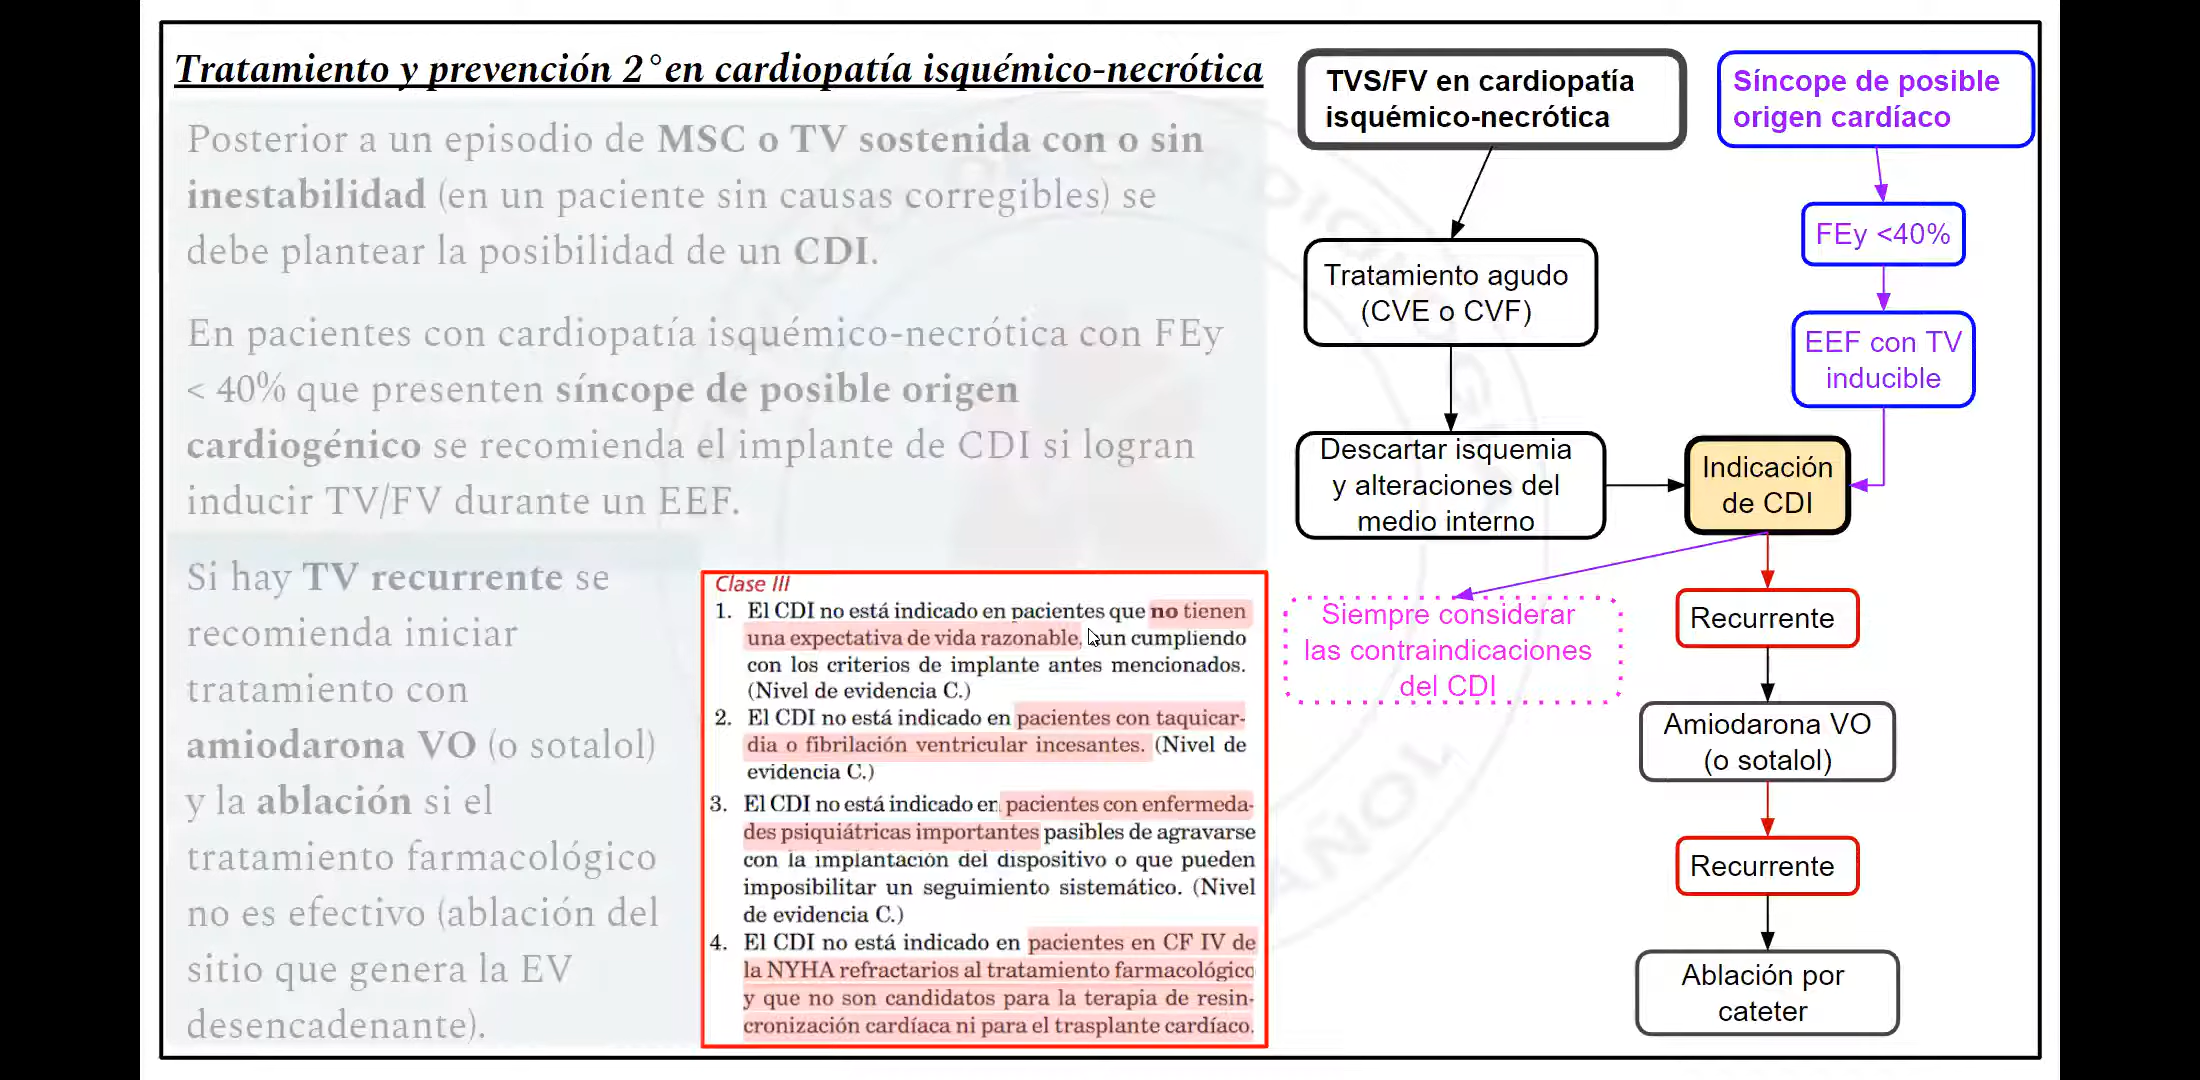 Tratamiento y prevención 2° en cardiopatía isquémico-necrótica
Posterior a un episodio de MSC o TV sostenida con o sin
inestabilidad (en un paciente sin causas corregibles) se
debe plantear la posibilidad de un CDI.
En pacientes con cardiopatía isquémico-necrótica con FEy
< 40% que presenten síncope de posible origen
cardiogénico se recomienda el implante de CDI si logran
inducir TV/FV durante un EEF.
Si hay TV recurrente se
recomienda iniciar
tratamiento con
amiodarona VO (o sotalol)
y la ablación si el
tratamiento farmacológico
no es efectivo (ablación del
sitio que genera la EV
desencadenante).
Clase III
1. El CDI no está indicado en pacientes que no tienen
una expectativa de vida razonable, aun cumpliendo
con los criterios de implante antes mencionados.
(Nivel de evidencia C.)
2. El CDI no está indicado en pacientes con taquicar-
dia o fibrilación ventricular incesantes. (Nivel de
evidencia C.)
3. El CDI no está indicado en pacientes con enfermeda-
des psiquiátricas importantes pasibles de agravarse
con la implantación del dispositivo o que pueden
imposibilitar un seguimiento sistemático. (Nivel
de evidencia C.)
4. El CDI no está indicado en pacientes en CF IV de
la NYHA refractarios al tratamiento farmacológico
y que no son candidatos para la terapia de resin-
cronización cardíaca ni para el trasplante cardíaco.
TVS/FV en cardiopatía
isquémico-necrótica
Tratamiento agudo
(CVE o CVF)
Descartar isquemia
y alteraciones del
medio interno
Síncope de posible
origen cardíaco
FEy <40%
EEF con TV
inducible
Indicación
de CDI
Siempre considerar
las contraindicaciones
del CDI
Recurrente
Amiodarona VO
(o sotalol)
Recurrente
Ablación por
cateter